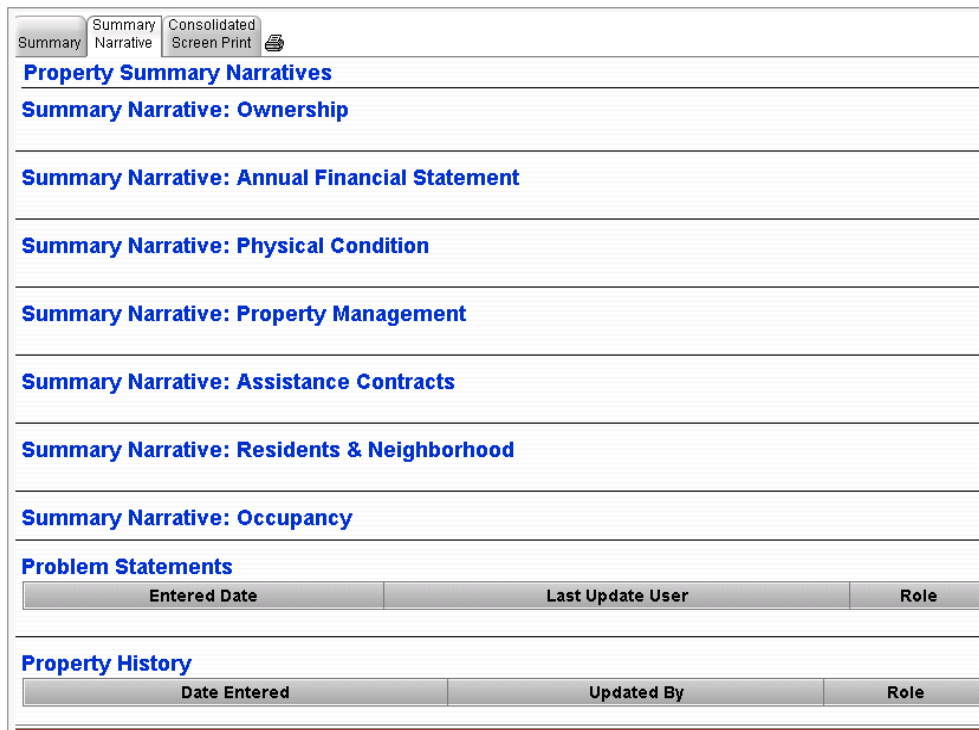 Summary
Summary
Narrative
Consolidated
Screen Print
Property Summary Narratives
Summary Narrative: Ownership
Summary Narrative: Annual Financial Statement
Summary Narrative: Physical Condition
Summary Narrative: Property Management
Summary Narrative: Assistance Contracts
Summary Narrative: Residents & Neighborhood
Summary Narrative: Occupancy
Problem Statements
Entered Date Last Update User Role
Property History
Date Entered Updated By Role